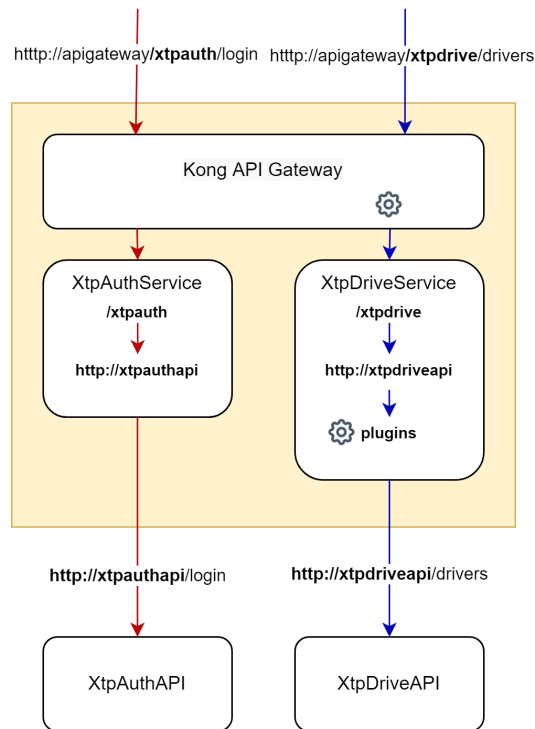 htttp://apigateway/xtpauth/login
htttp://apigateway/xtpdrive/drivers
Kong API Gateway
XtpAuthService
/xtpauth
http://xtpauthapi
XtpDriveService
/xtpdrive
http://xtpdriveapi
plugins
http://xtpauthapi/login
http://xtpdriveapi/drivers
XtpAuthAPI
XtpDriveAPI